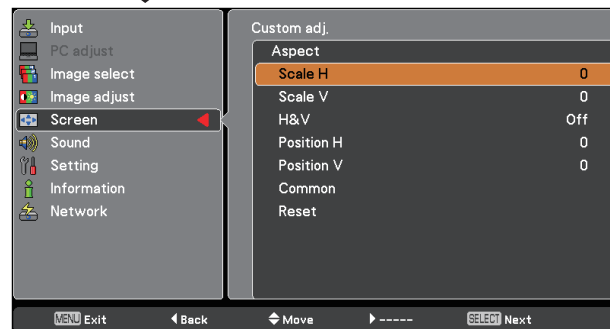 Input
PC adjust
Image select
Image adjust
Screen
Sound
Setting
Information
Network
Custom adj.
Aspect
Scale H 0
Scale V 0
H&V Off
Position H 0
Position V 0
Common
Reset
MENU Exit Back Move ----- SELECT Next